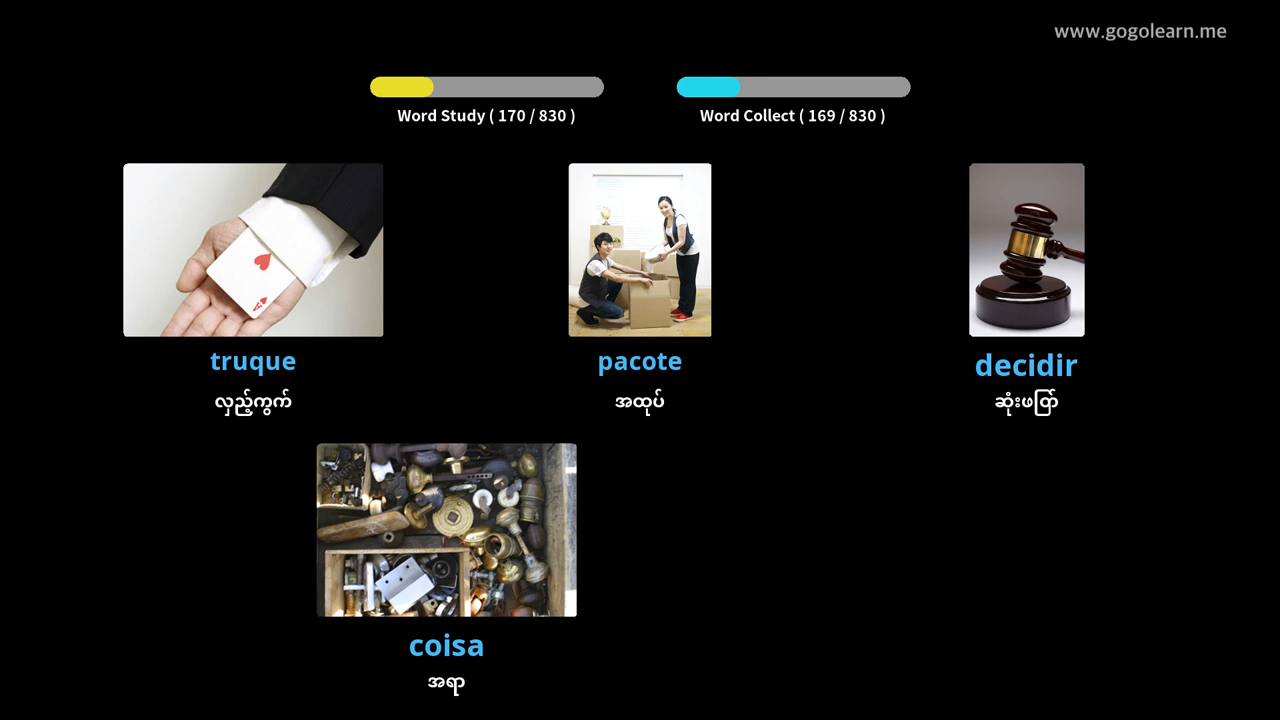 www.gogolearn.me
Word Study ( 170 / 830 )
Word Collect ( 169 / 830 )
truque
pacote
decidir
လှည့်ကွက်
အထုပ်
ဆုံးဖတြ်
coisa
အရာ